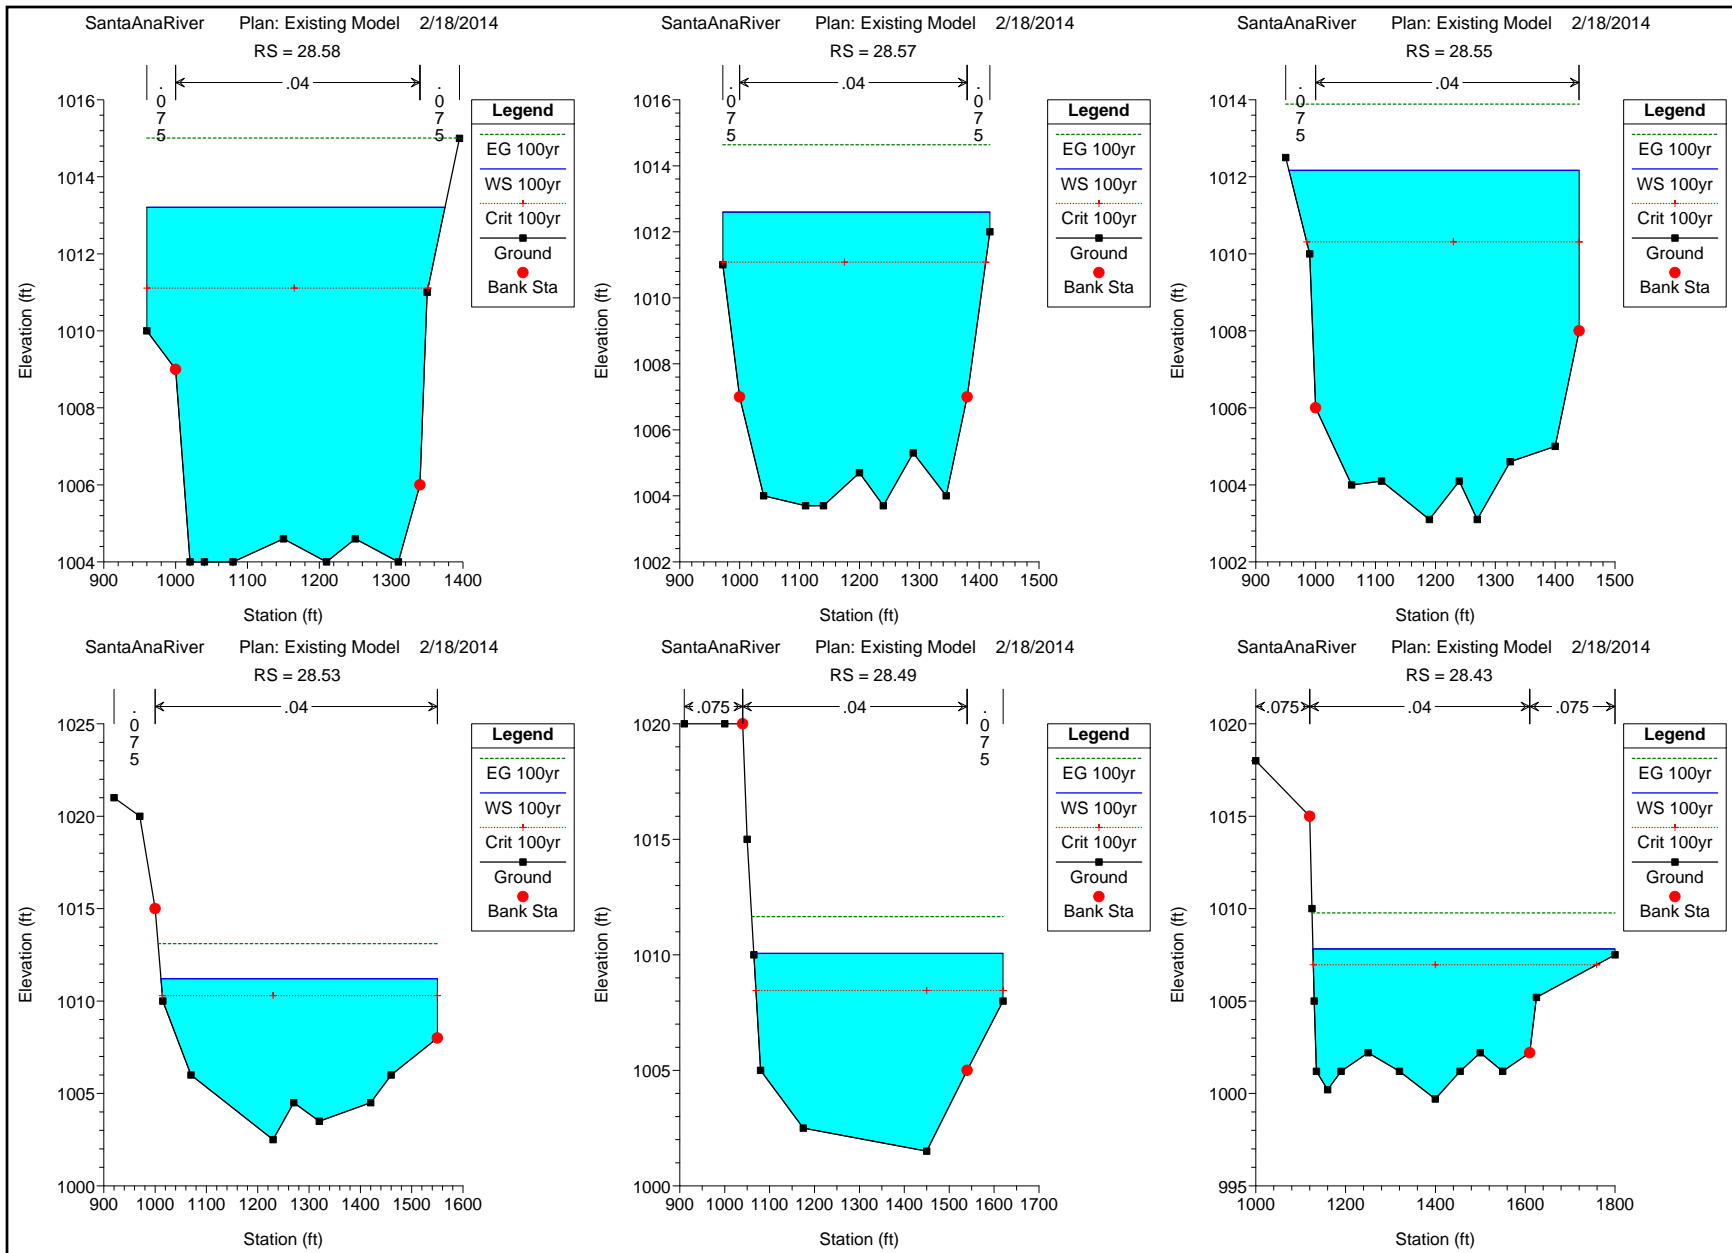 SantaAnaRiver Plan: Existing Model 2/18/2014
RS = 28.58
.075
.04
.075
Legend
EG 100yr
WS 100yr
Crit 100yr
Ground
Bank Sta
Elevation (ft)
1016
1014
1012
1010
1008
1006
1004
900 1000 1100 1200 1300 1400
Station (ft)
SantaAnaRiver Plan: Existing Model 2/18/2014
RS = 28.57
.075
.04
.075
Legend
EG 100yr
WS 100yr
Crit 100yr
Ground
Bank Sta
Elevation (ft)
1016
1014
1012
1010
1008
1006
1004
1002
900 1000 1100 1200 1300 1400 1500
Station (ft)
SantaAnaRiver Plan: Existing Model 2/18/2014
RS = 28.55
.075
.04
Legend
EG 100yr
WS 100yr
Crit 100yr
Ground
Bank Sta
Elevation (ft)
1014
1012
1010
1008
1006
1004
1002
900 1000 1100 1200 1300 1400 1500
Station (ft)
SantaAnaRiver Plan: Existing Model 2/18/2014
RS = 28.53
.075
.04
Legend
EG 100yr
WS 100yr
Crit 100yr
Ground
Bank Sta
Elevation (ft)
1025
1020
1015
1010
1005
1000
900 1000 1100 1200 1300 1400 1500 1600
Station (ft)
SantaAnaRiver Plan: Existing Model 2/18/2014
RS = 28.49
.075
.04
.075
Legend
EG 100yr
WS 100yr
Crit 100yr
Ground
Bank Sta
Elevation (ft)
1020
1015
1010
1005
1000
900 1000 1100 1200 1300 1400 1500 1600 1700
Station (ft)
SantaAnaRiver Plan: Existing Model 2/18/2014
RS = 28.43
.075
.04
.075
Legend
EG 100yr
WS 100yr
Crit 100yr
Ground
Bank Sta
Elevation (ft)
1020
1015
1010
1005
1000
995
1000 1200 1400 1600 1800
Station (ft)